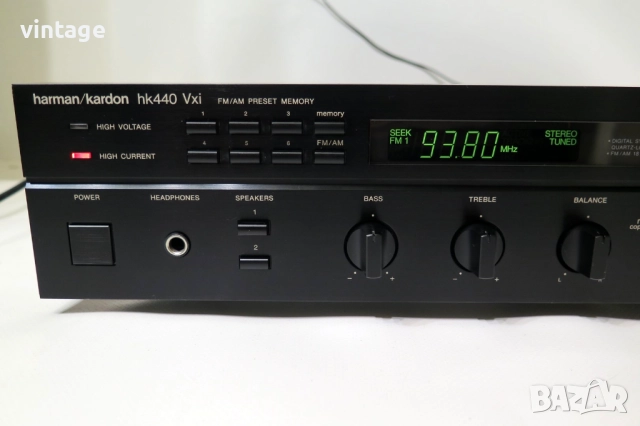 vintage
harman/kardon hk440 Vxi FM/AM PRESET MEMORY
1 2 3 memory
HIGH VOLTAGE
4 5 6 FM/AM
HIGH CURRENT
SEEK
FM 1
93.80 MHz
STEREO
TUNED
POWER
HEADPHONES
SPEAKERS
1
2
BASS
- +
TREBLE
- +
BALANCE
BAZAR